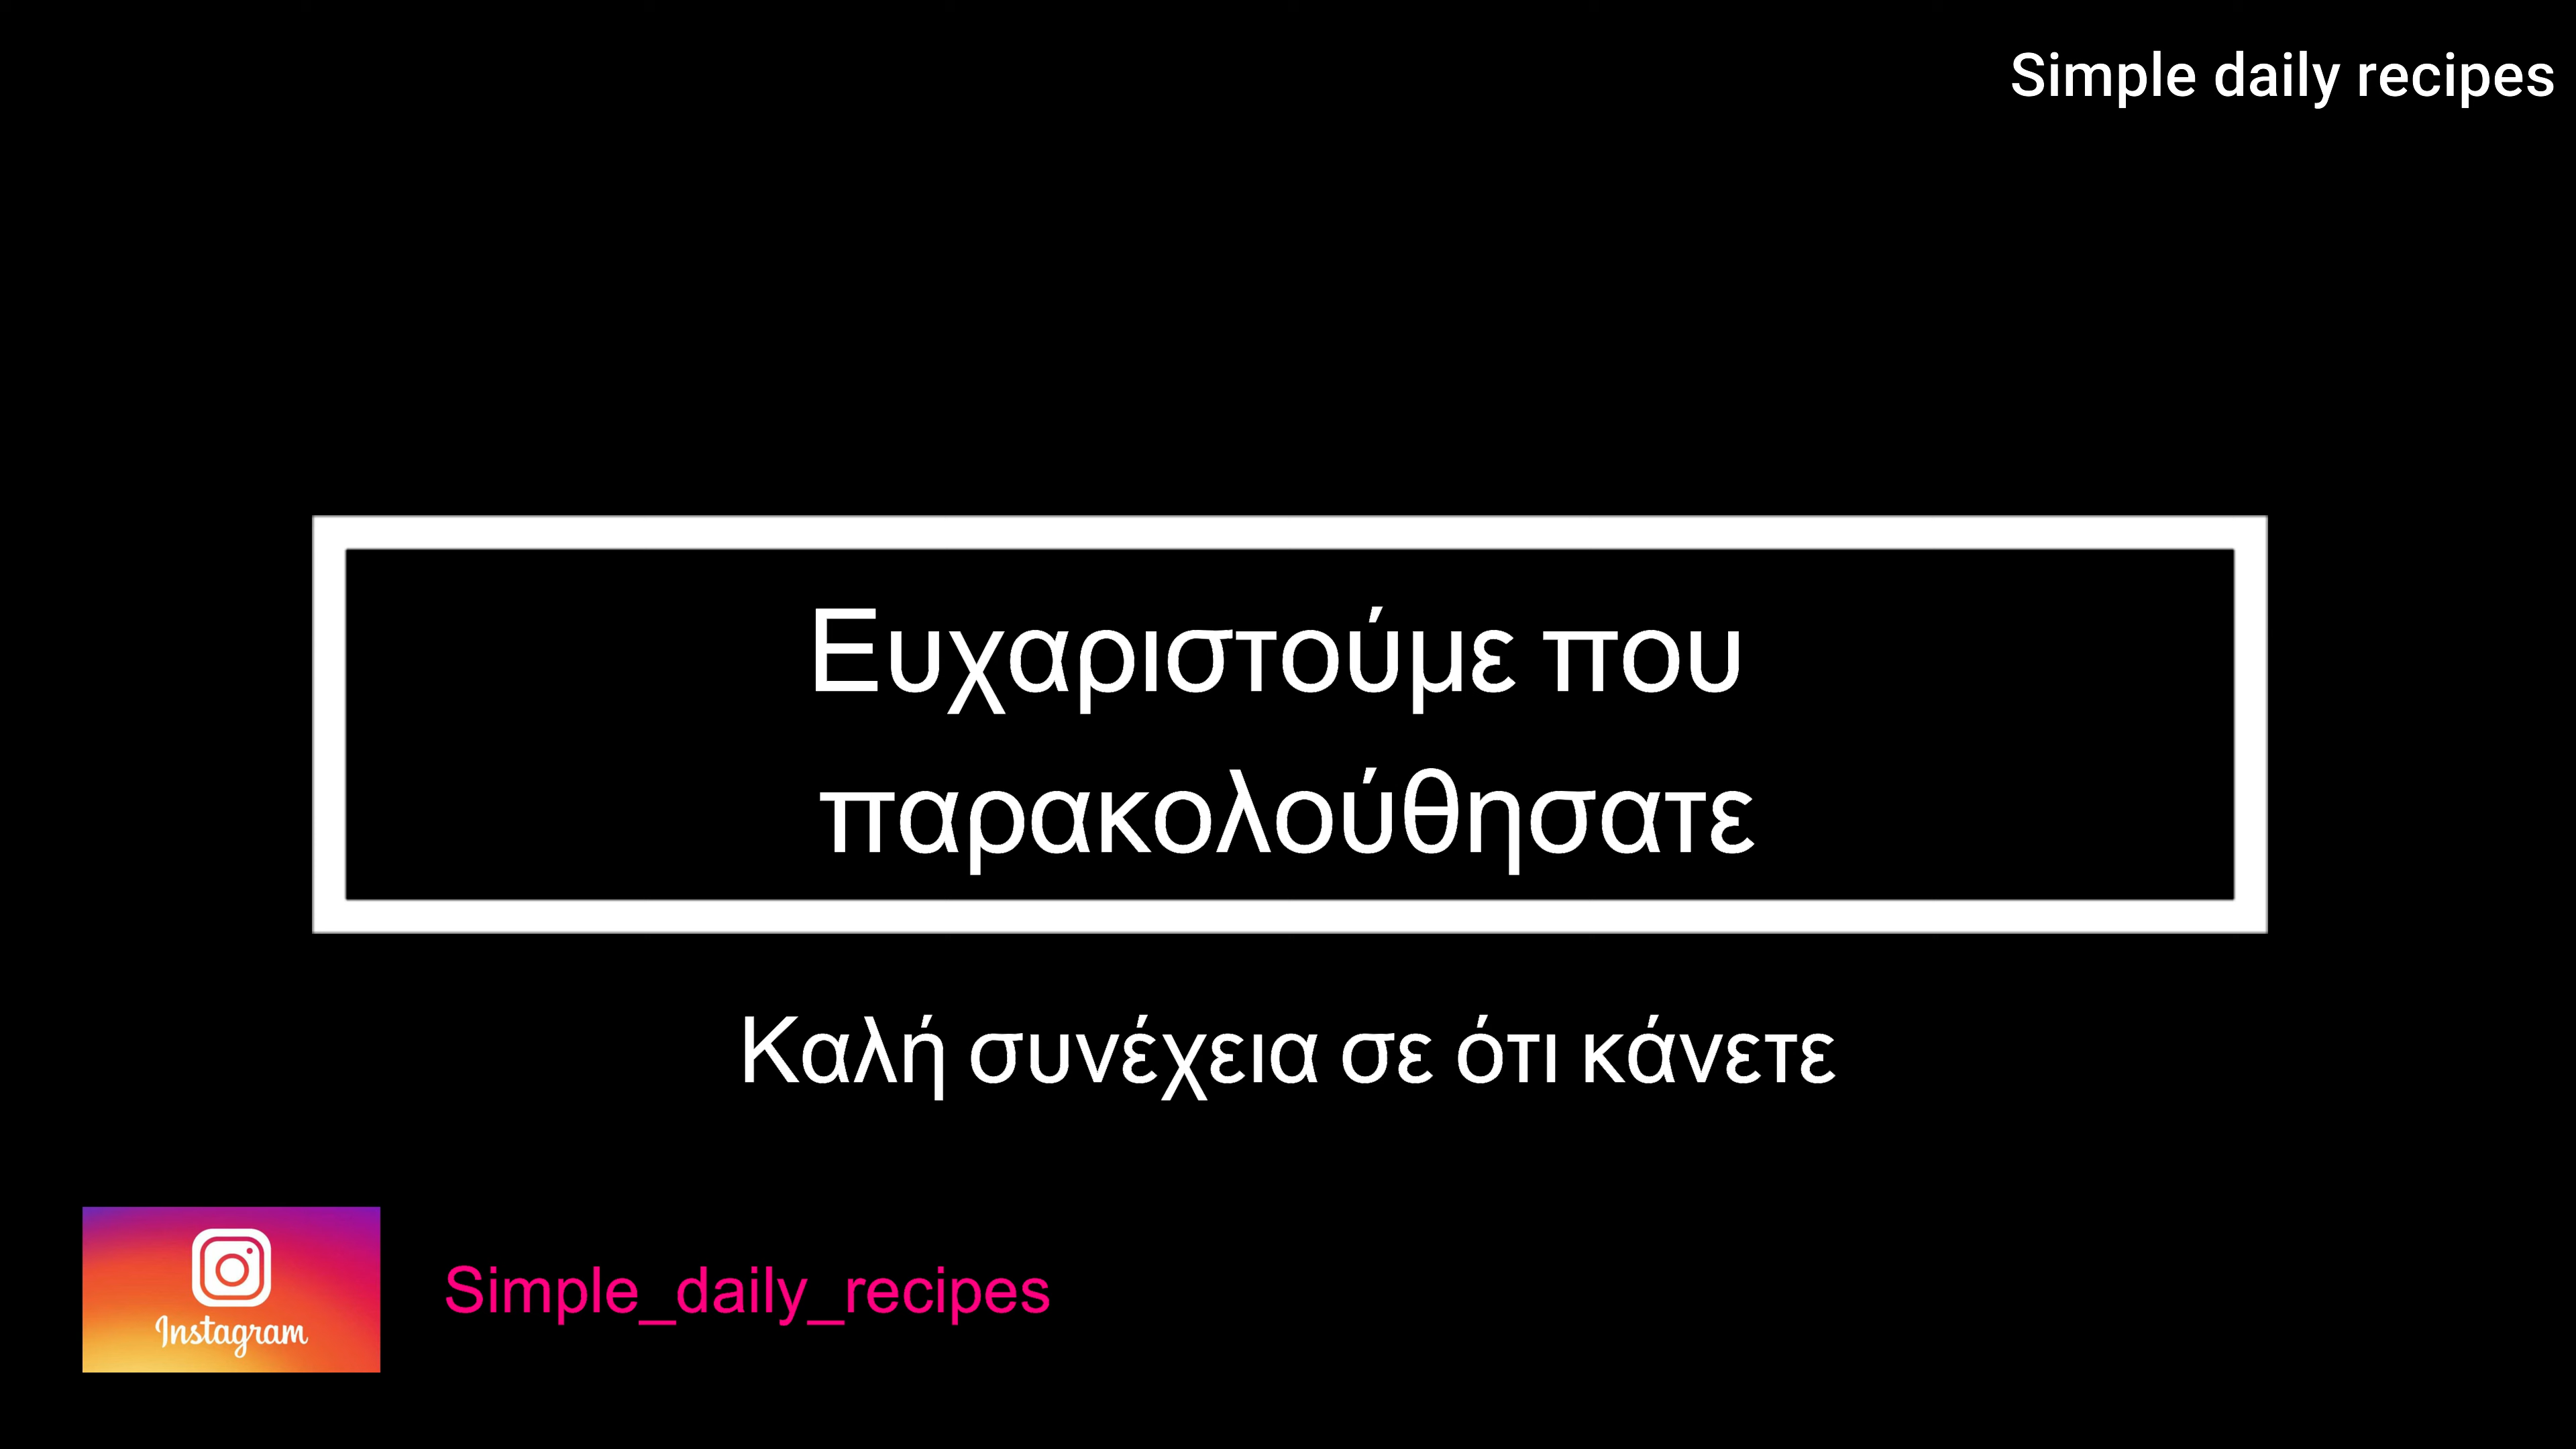 Simple daily recipes
Ευχαριστούμε που
παρακολούθησατε
Καλή συνέχεια σε ότι κάνετε
Instagram
Simple_daily_recipes